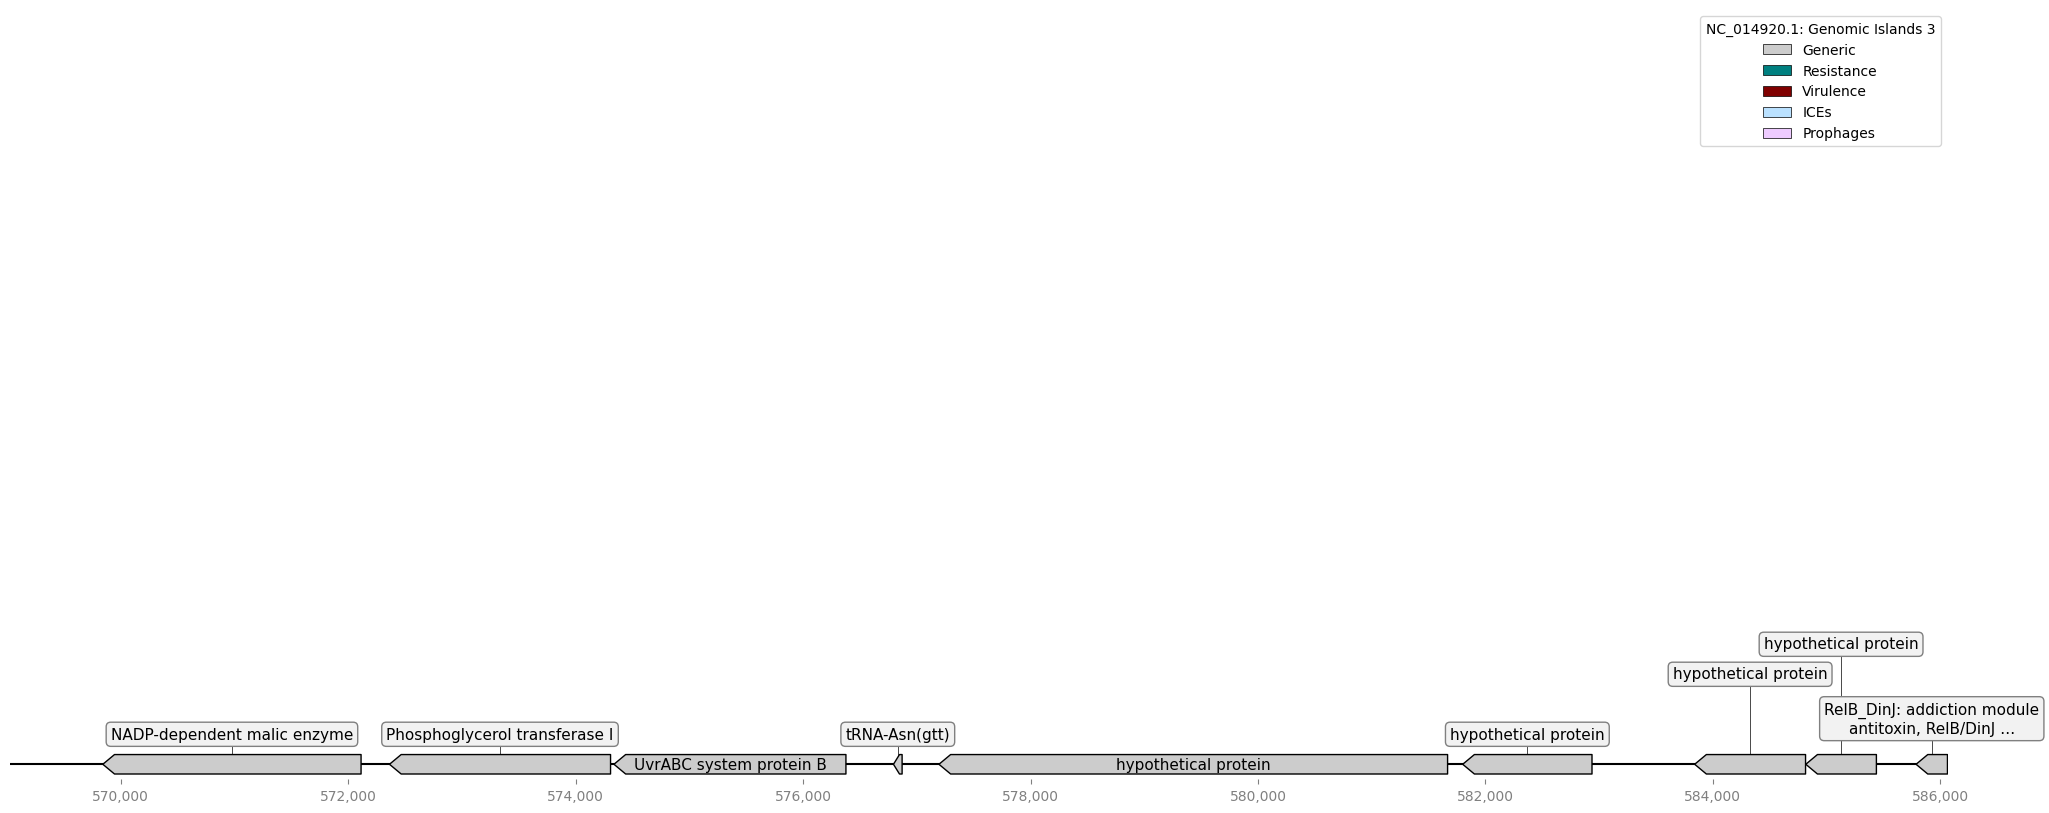 NC_014920.1: Genomic Islands 3
Generic
Resistance
Virulence
ICEs
Prophages
hypothetical protein
hypothetical protein
RelB_DinJ: addiction module
antitoxin, RelB/DinJ ...
NADP-dependent malic enzyme
Phosphoglycerol transferase I
tRNA-Asn(gtt)
hypothetical protein
UvrABC system protein B
hypothetical protein
570,000
572,000
574,000
576,000
578,000
580,000
582,000
584,000
586,000